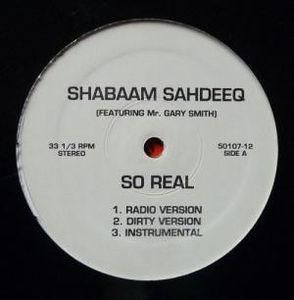 SHABAAM SAHDEEQ
(FEATURING Mr. GARY SMITH)
33 1/3 RPM
STEREO
50107-12
SIDE A
SO REAL
1. RADIO VERSION
2. DIRTY VERSION
3. INSTRUMENTAL